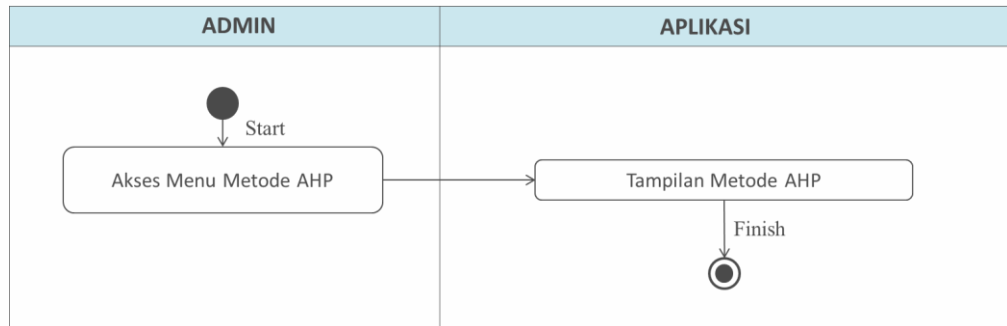 ADMIN
APLIKASI
Start
Akses Menu Metode AHP
Tampilan Metode AHP
Finish